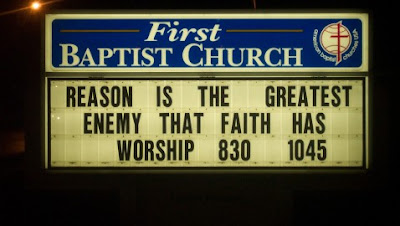 First
BAPTIST CHURCH
REASON IS THE GREATEST
ENEMY THAT FAITH HAS
WORSHIP 830 1045